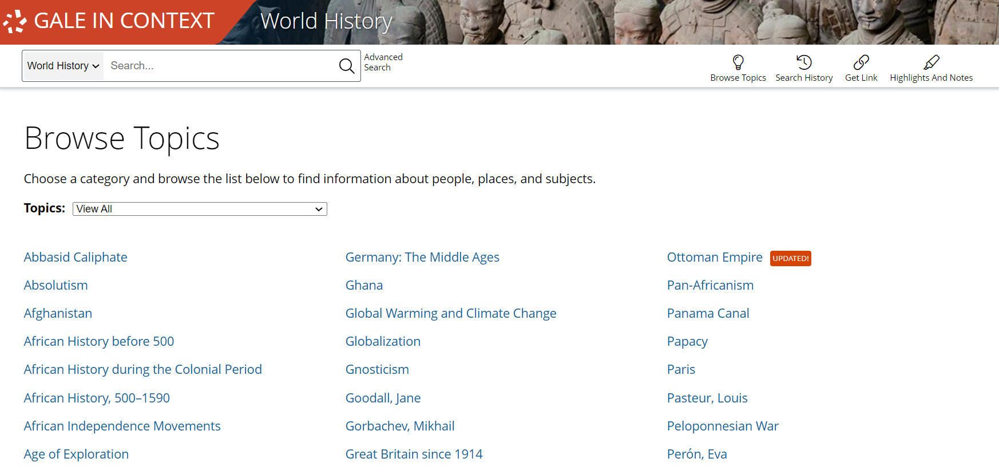 GALE IN CONTEXT
World History
World History
Search...
Advanced
Search
Browse Topics
Search History
Get Link
Highlights And Notes
Browse Topics
Choose a category and browse the list below to find information about people, places, and subjects.
Topics:
View All
Abbasid Caliphate
Absolutism
Afghanistan
African History before 500
African History during the Colonial Period
African History, 500–1590
African Independence Movements
Age of Exploration
Germany: The Middle Ages
Ghana
Global Warming and Climate Change
Globalization
Gnosticism
Goodall, Jane
Gorbachev, Mikhail
Great Britain since 1914
Ottoman Empire UPDATED!
Pan-Africanism
Panama Canal
Papacy
Paris
Pasteur, Louis
Peloponnesian War
Perón, Eva